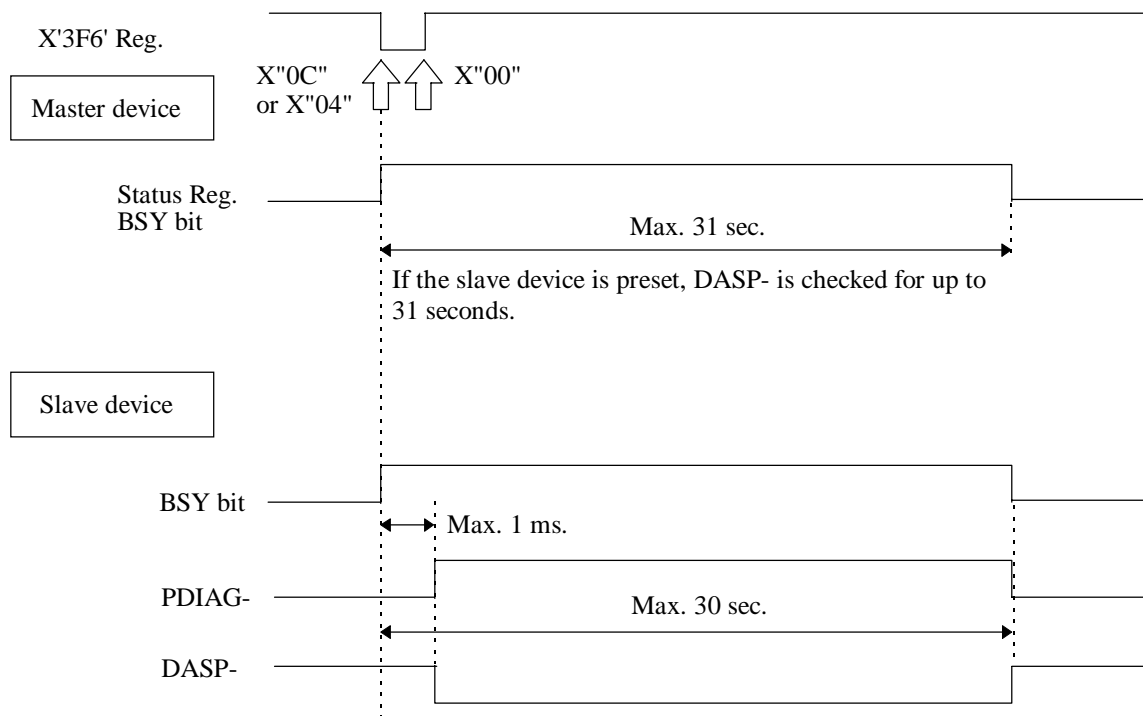 X'3F6' Reg.
X"0C"
or X"04"
X"00"
Master device
Status Reg.
BSY bit
Max. 31 sec.
If the slave device is preset, DASP- is checked for up to
31 seconds.
Slave device
BSY bit
Max. 1 ms.
PDIAG-
Max. 30 sec.
DASP-